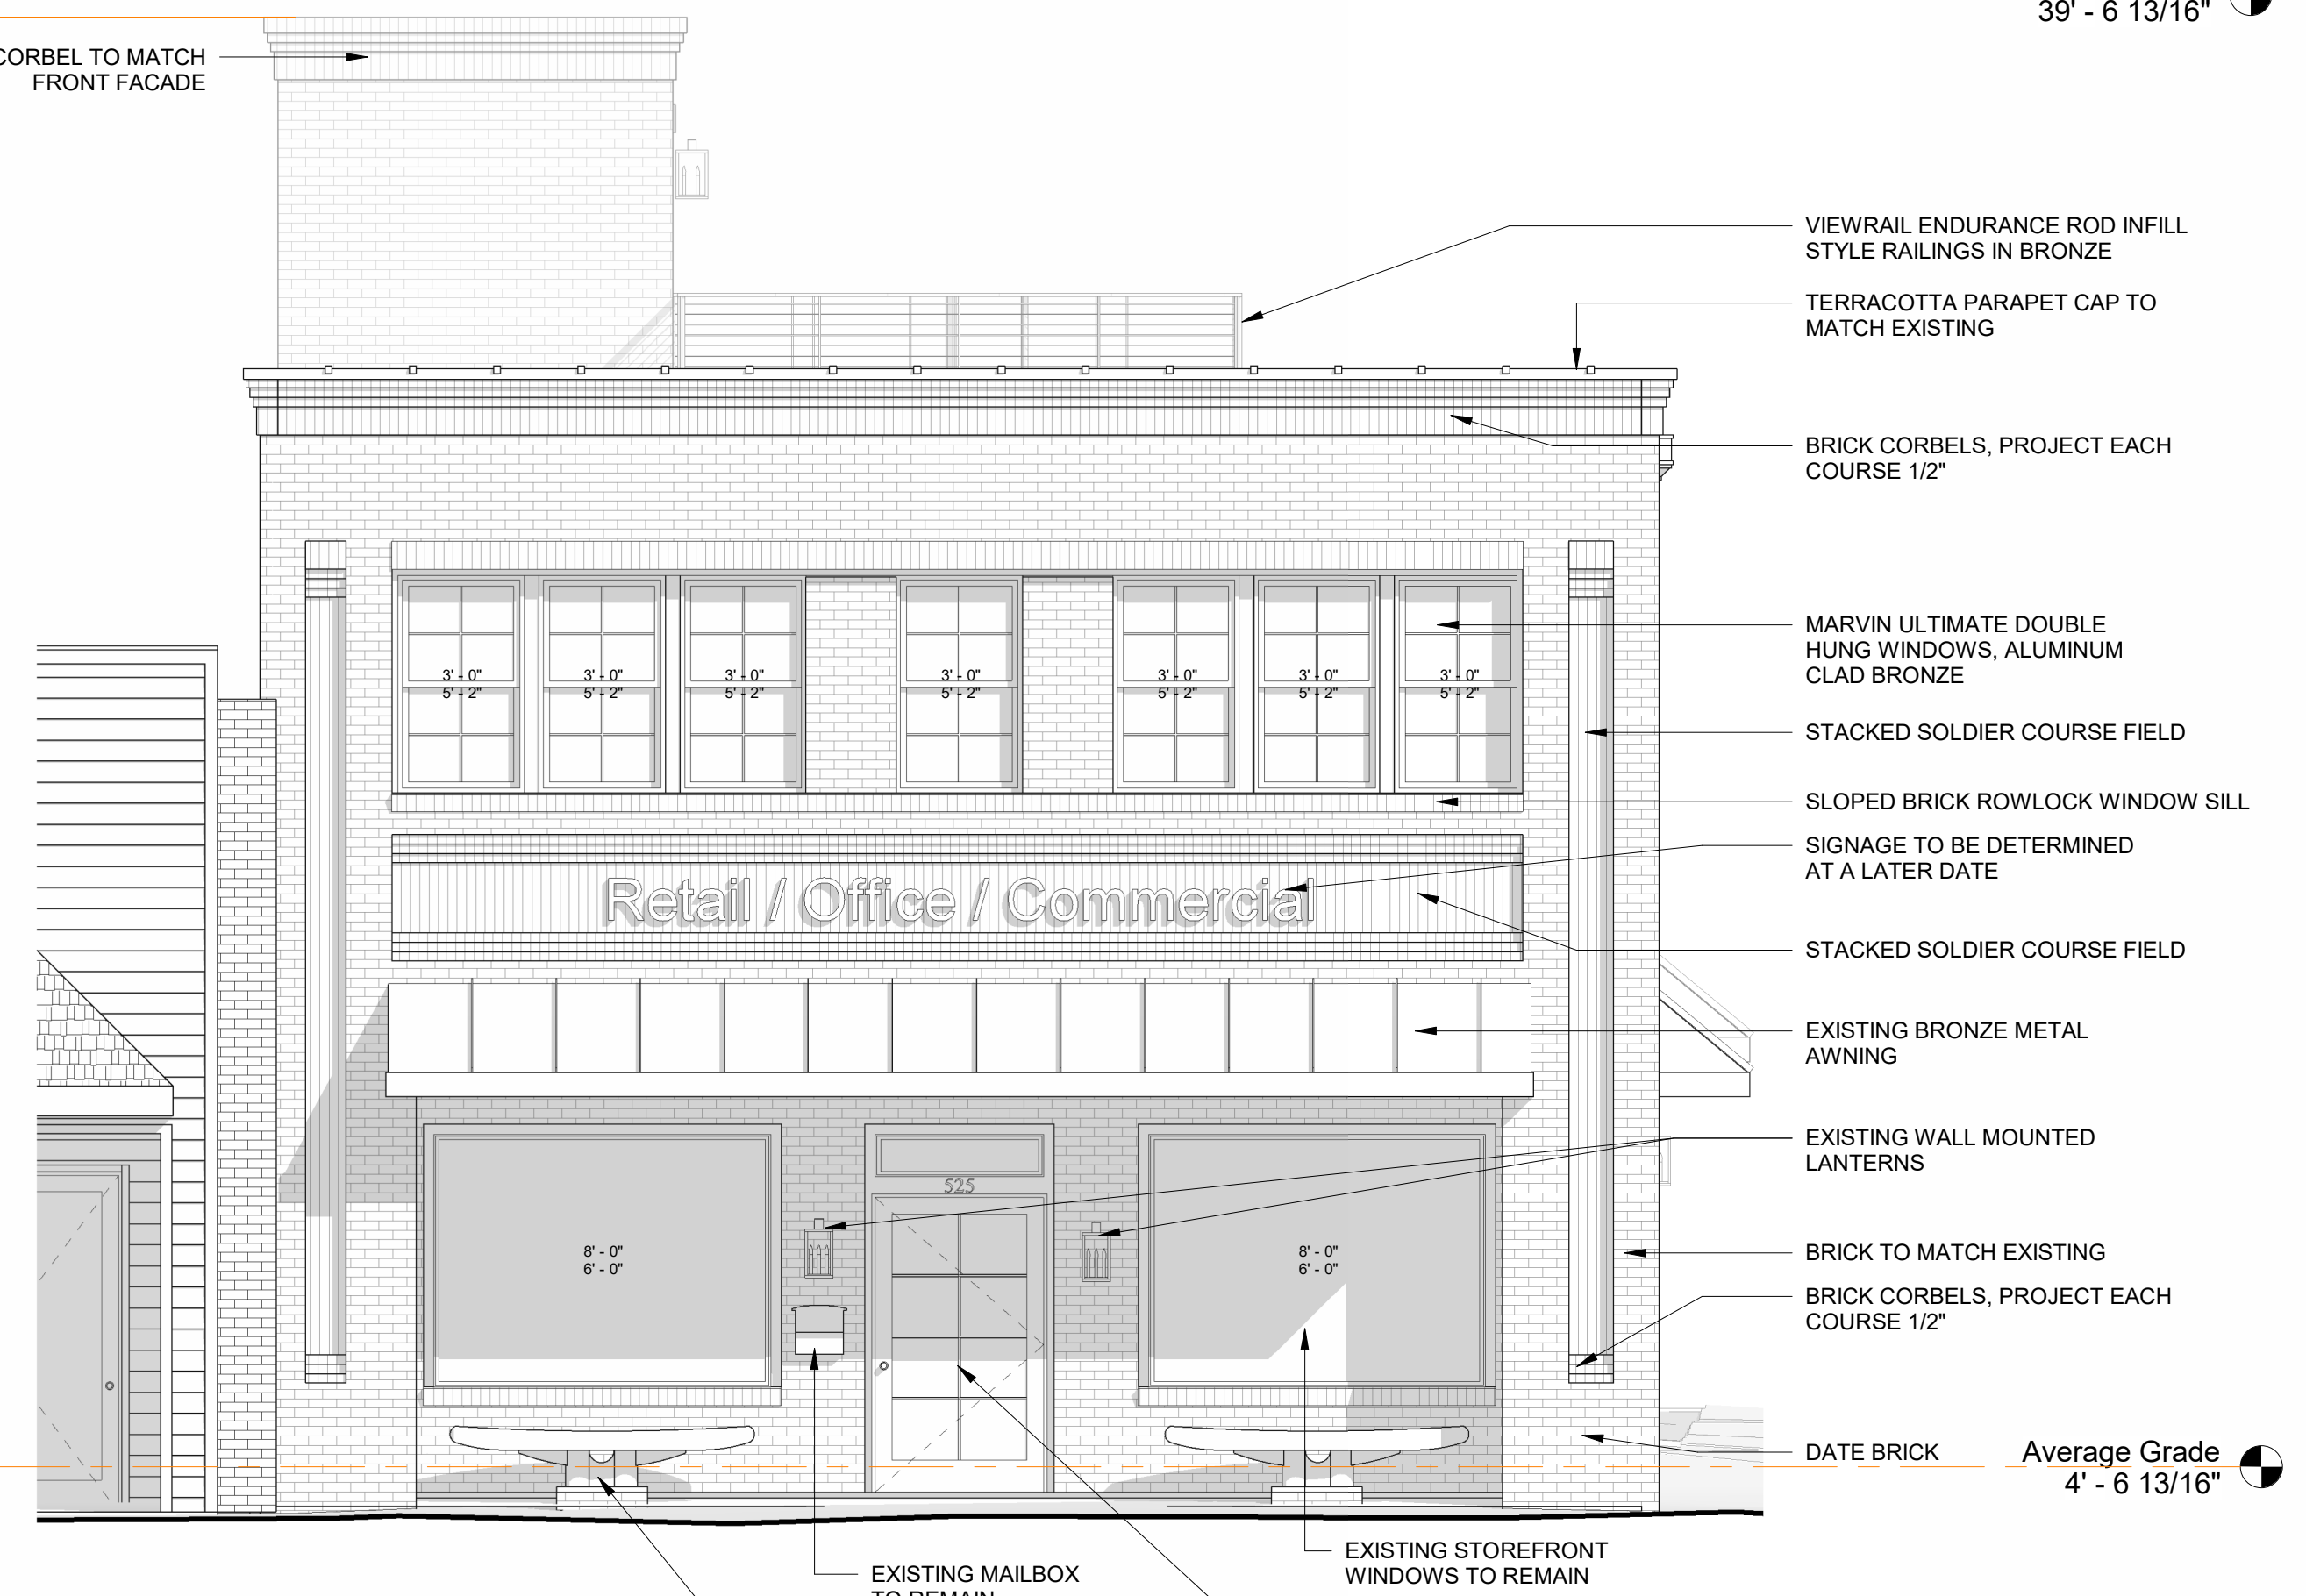 39' - 6 13/16"
CORBEL TO MATCH
FRONT FACADE
VIEWRAIL ENDURANCE ROD INFILL
STYLE RAILINGS IN BRONZE
TERRACOTTA PARAPET CAP TO
MATCH EXISTING
BRICK CORBELS, PROJECT EACH
COURSE 1/2"
MARVIN ULTIMATE DOUBLE
HUNG WINDOWS, ALUMINUM
CLAD BRONZE
3' - 0"
5' - 2"
3' - 0"
5' - 2"
3' - 0"
5' - 2"
3' - 0"
5' - 2"
3' - 0"
5' - 2"
3' - 0"
5' - 2"
3' - 0"
5' - 2"
STACKED SOLDIER COURSE FIELD
SLOPED BRICK ROWLOCK WINDOW SILL
SIGNAGE TO BE DETERMINED
AT A LATER DATE
Retail / Office / Commercial
STACKED SOLDIER COURSE FIELD
EXISTING BRONZE METAL
AWNING
EXISTING WALL MOUNTED
LANTERNS
525
8' - 0"
6' - 0"
8' - 0"
6' - 0"
BRICK TO MATCH EXISTING
BRICK CORBELS, PROJECT EACH
COURSE 1/2"
DATE BRICK
Average Grade
4' - 6 13/16"
EXISTING STOREFRONT
WINDOWS TO REMAIN
EXISTING MAILBOX
TO REMAIN